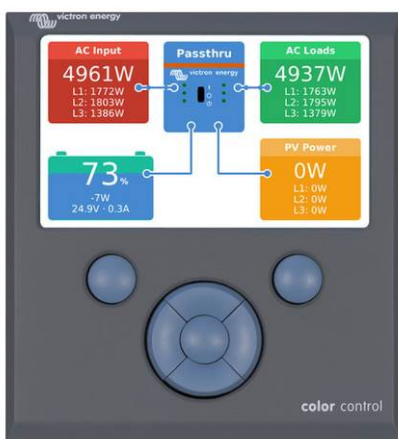 victron energy
AC Input
4961W
L1: 1772W
L2: 1803W
L3: 1386W
Passthru
victron energy
AC Loads
4937W
L1: 1763W
L2: 1795W
L3: 1379W
73%
-7W
24.9V · 0.3A
PV Power
0W
L1: 0W
L2: 0W
L3: 0W
color control